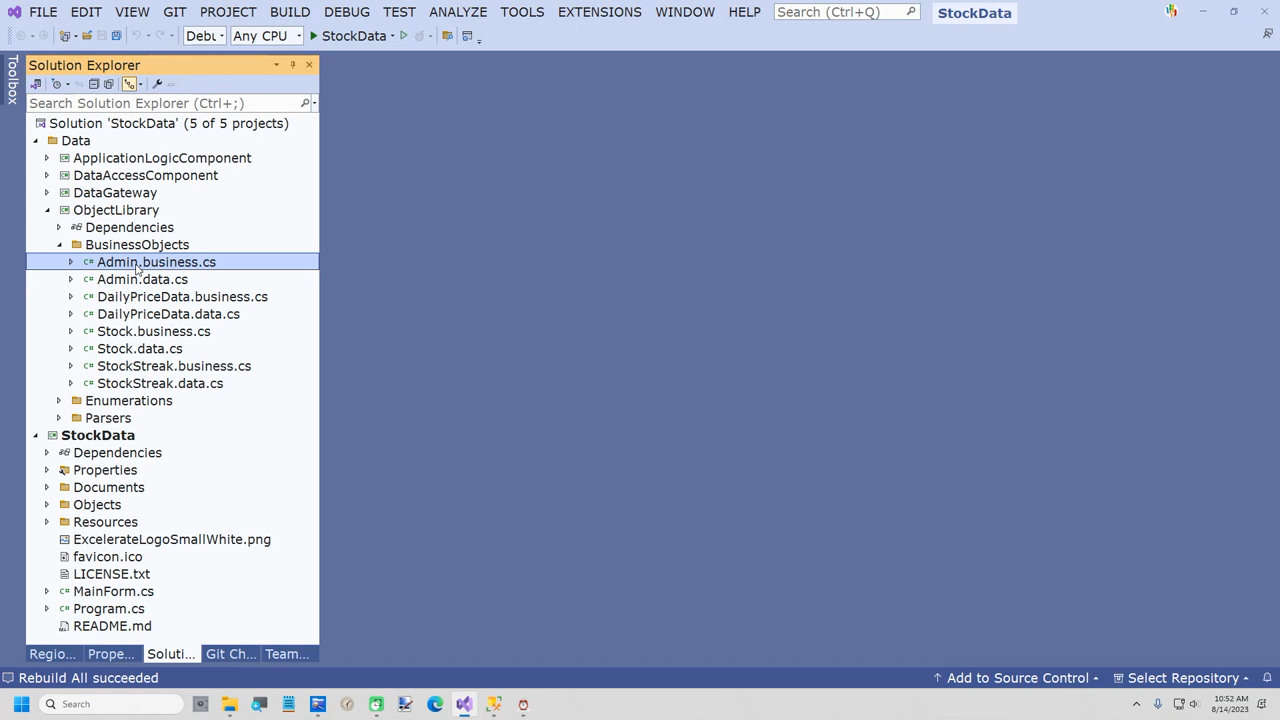 FILE EDIT VIEW GIT PROJECT BUILD DEBUG TEST ANALYZE TOOLS EXTENSIONS WINDOW HELP Search (Ctrl+Q) StockData
Debu Any CPU StockData
Toolbox
Solution Explorer
Search Solution Explorer (Ctrl+;)
Solution 'StockData' (5 of 5 projects)
Data
ApplicationLogicComponent
DataAccessComponent
DataGateway
ObjectLibrary
Dependencies
BusinessObjects
C# Admin.business.cs
C# Admin.data.cs
C# DailyPriceData.business.cs
C# DailyPriceData.data.cs
C# Stock.business.cs
C# Stock.data.cs
C# StockStreak.business.cs
C# StockStreak.data.cs
Enumerations
Parsers
StockData
Dependencies
Properties
Documents
Objects
Resources
ExcelerateLogoSmallWhite.png
favicon.ico
LICENSE.txt
C# MainForm.cs
C# Program.cs
README.md
Regio... Prope... Soluti... Git Ch... Team...
Rebuild All succeeded Add to Source Control Select Repository
Search 10:52 AM
8/14/2023